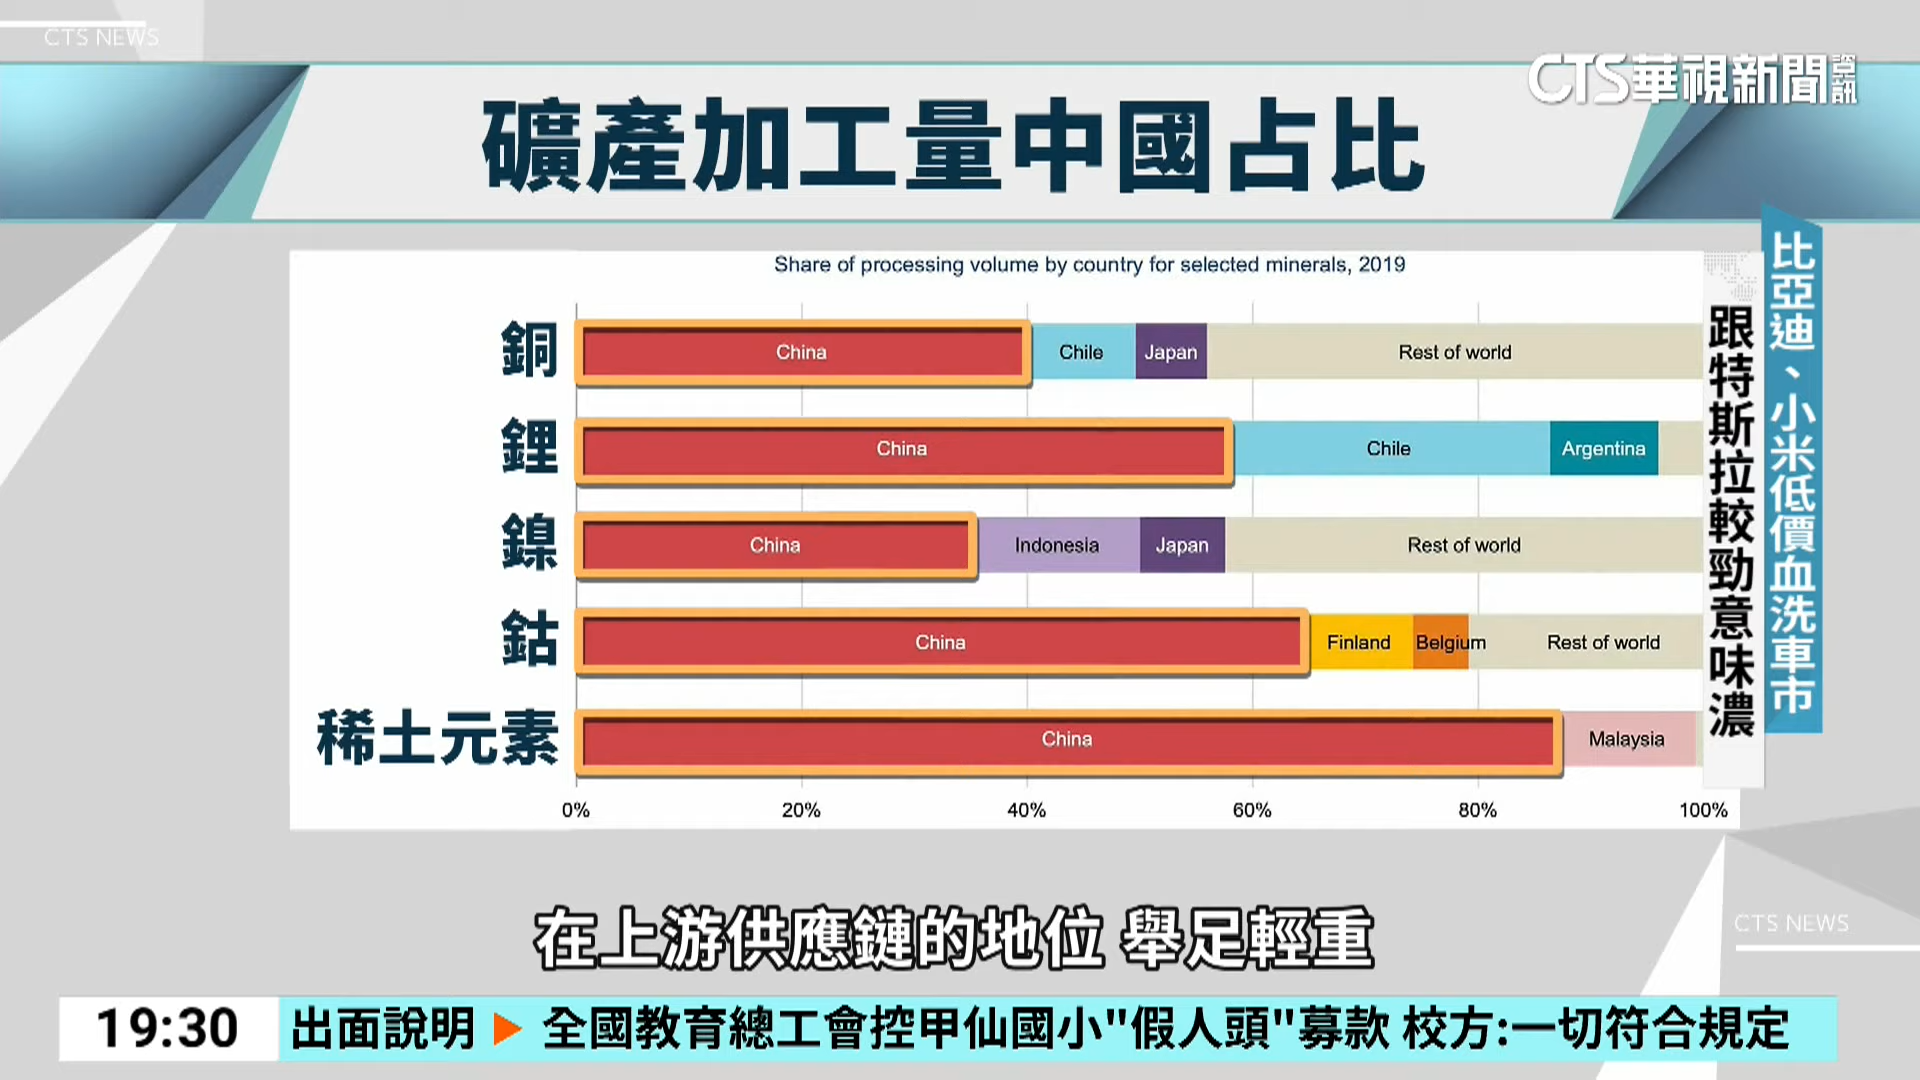 CTS NEWS
CTS華視新聞資訊
礦產加工量中國占比
Share of processing volume by country for selected minerals, 2019
銅 China Chile Japan Rest of world
鋰 China Chile Argentina
鎳 China Indonesia Japan Rest of world
鈷 China Finland Belgium Rest of world
稀土元素 China Malaysia
0% 20% 40% 60% 80% 100%
比亞迪、小米低價血洗車市
跟特斯拉較勁意味濃
在上游供應鏈的地位 舉足輕重
CTS NEWS
19:30 出面說明 全國教育總工會控甲仙國小"假人頭"募款 校方:一切符合規定